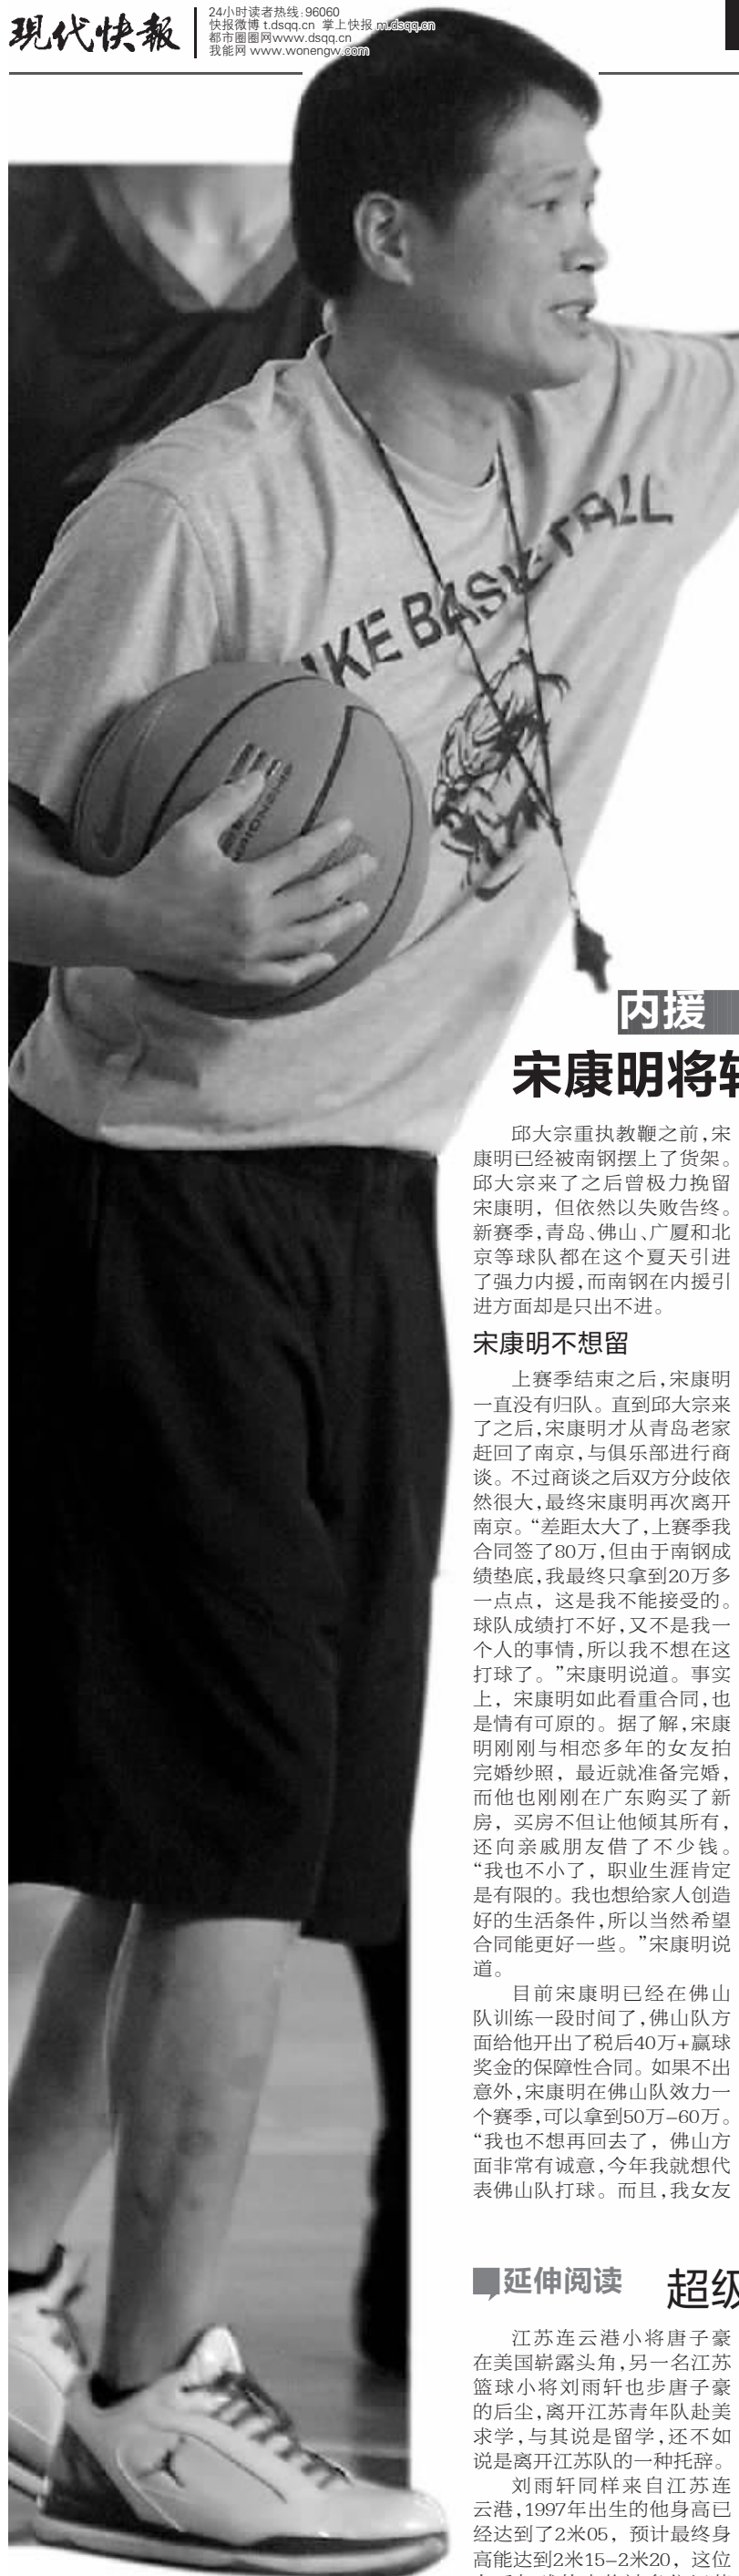 現代快報
24小时读者热线:96060
快报微博 t.dsqq.cn 掌上快报 m.dsqq.cn
都市圈圈网www.dsqq.cn
我能网 www.wonengw.com
IKE BASKETBALL
内援
宋康明将转
邱大宗重执教鞭之前,宋
康明已经被南钢摆上了货架。
邱大宗来了之后曾极力挽留
宋康明，但依然以失败告终。
新赛季,青岛、佛山、广厦和北
京等球队都在这个夏天引进
了强力内援,而南钢在内援引
进方面却是只出不进。
宋康明不想留
上赛季结束之后,宋康明
一直没有归队。直到邱大宗来
了之后,宋康明才从青岛老家
赶回了南京,与俱乐部进行商
谈。不过商谈之后双方分歧依
然很大,最终宋康明再次离开
南京。“差距太大了,上赛季我
合同签了80万,但由于南钢成
绩垫底,我最终只拿到20万多
一点点，这是我不能接受的。
球队成绩打不好,又不是我一
个人的事情,所以我不想在这
打球了。”宋康明说道。事实
上，宋康明如此看重合同,也
是情有可原的。据了解,宋康
明刚刚与相恋多年的女友拍
完婚纱照，最近就准备完婚，
而他也刚刚在广东购买了新
房，买房不但让他倾其所有，
还向亲戚朋友借了不少钱。
“我也不小了，职业生涯肯定
是有限的。我也想给家人创造
好的生活条件,所以当然希望
合同能更好一些。”宋康明说
道。
目前宋康明已经在佛山
队训练一段时间了,佛山队方
面给他开出了税后40万+赢球
奖金的保障性合同。如果不出
意外,宋康明在佛山队效力一
个赛季,可以拿到50万–60万。
“我也不想再回去了，佛山方
面非常有诚意,今年我就想代
表佛山队打球。而且,我女友
延伸阅读
超级
江苏连云港小将唐子豪
在美国崭露头角,另一名江苏
篮球小将刘雨轩也步唐子豪
的后尘,离开江苏青年队赴美
求学,与其说是留学,还不如
说是离开江苏队的一种托辞。
刘雨轩同样来自江苏连
云港,1997年出生的他身高已
经达到了2米05，预计最终身
高能达到2米15–2米20，这位